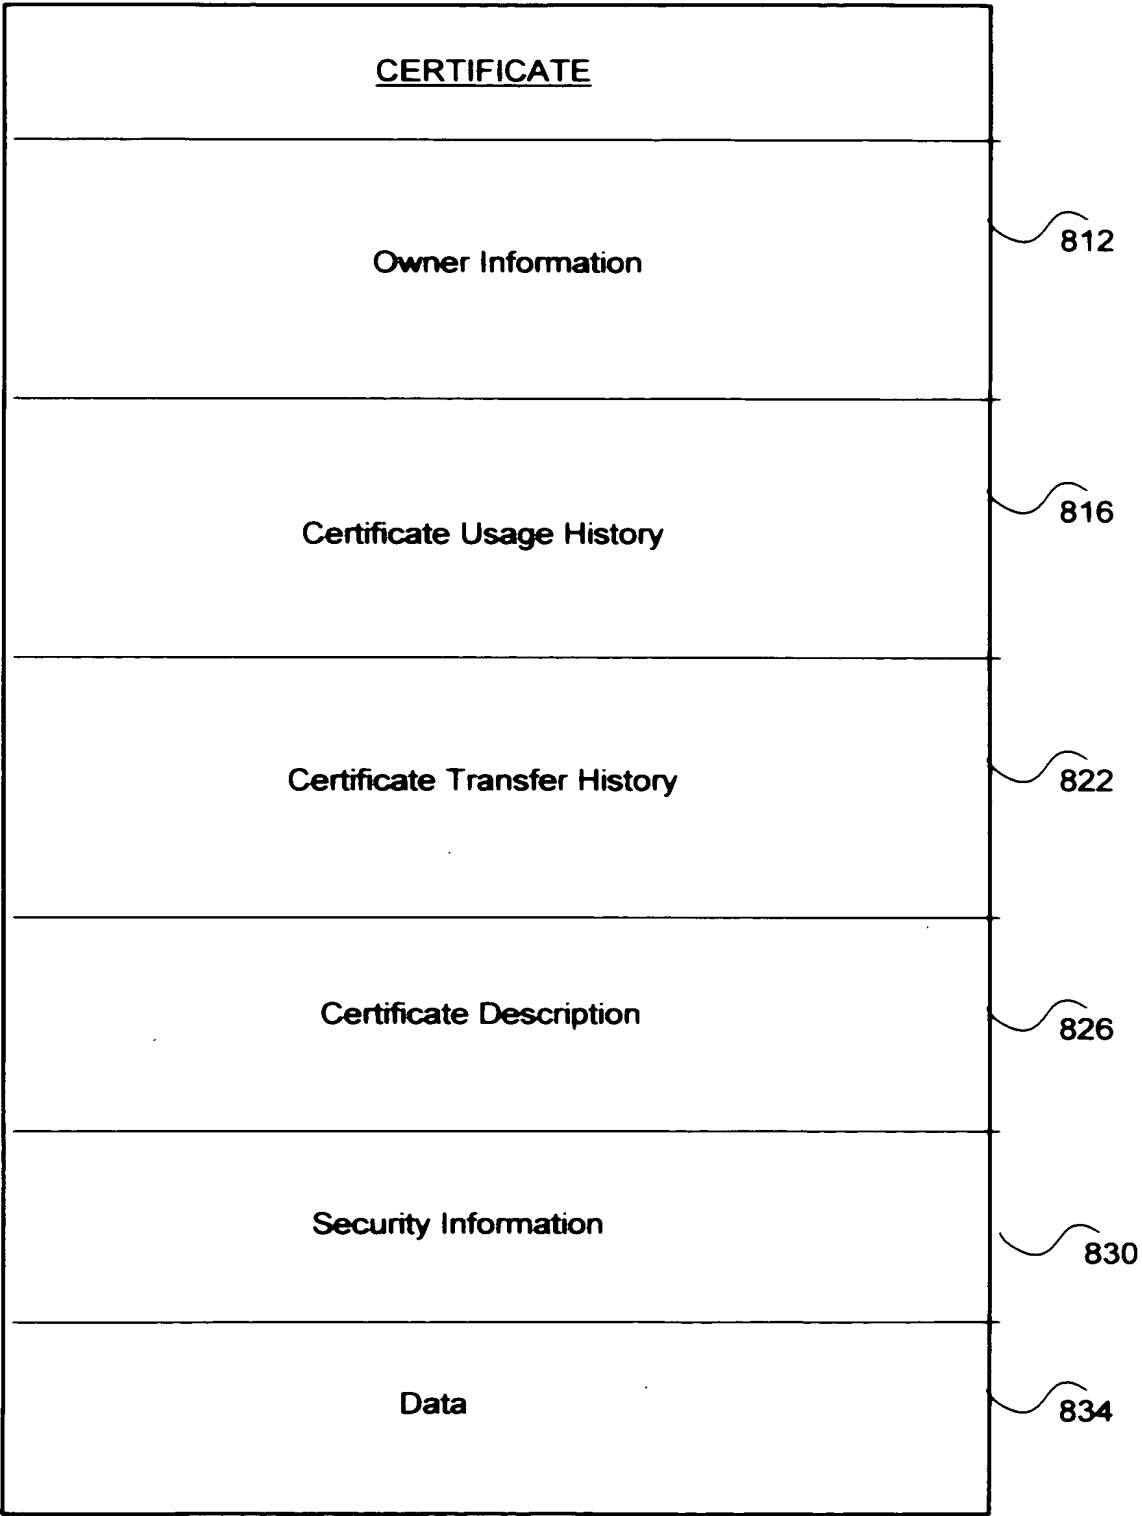 CERTIFICATE
Owner Information
812
Certificate Usage History
816
Certificate Transfer History
822
Certificate Description
826
Security Information
830
Data
834